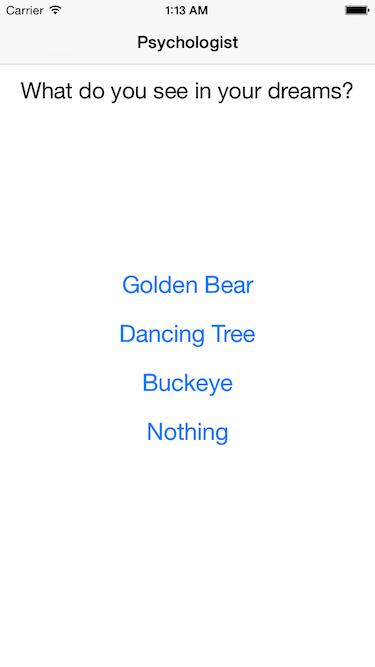 Carrier 1:13 AM
Psychologist
What do you see in your dreams?
Golden Bear
Dancing Tree
Buckeye
Nothing